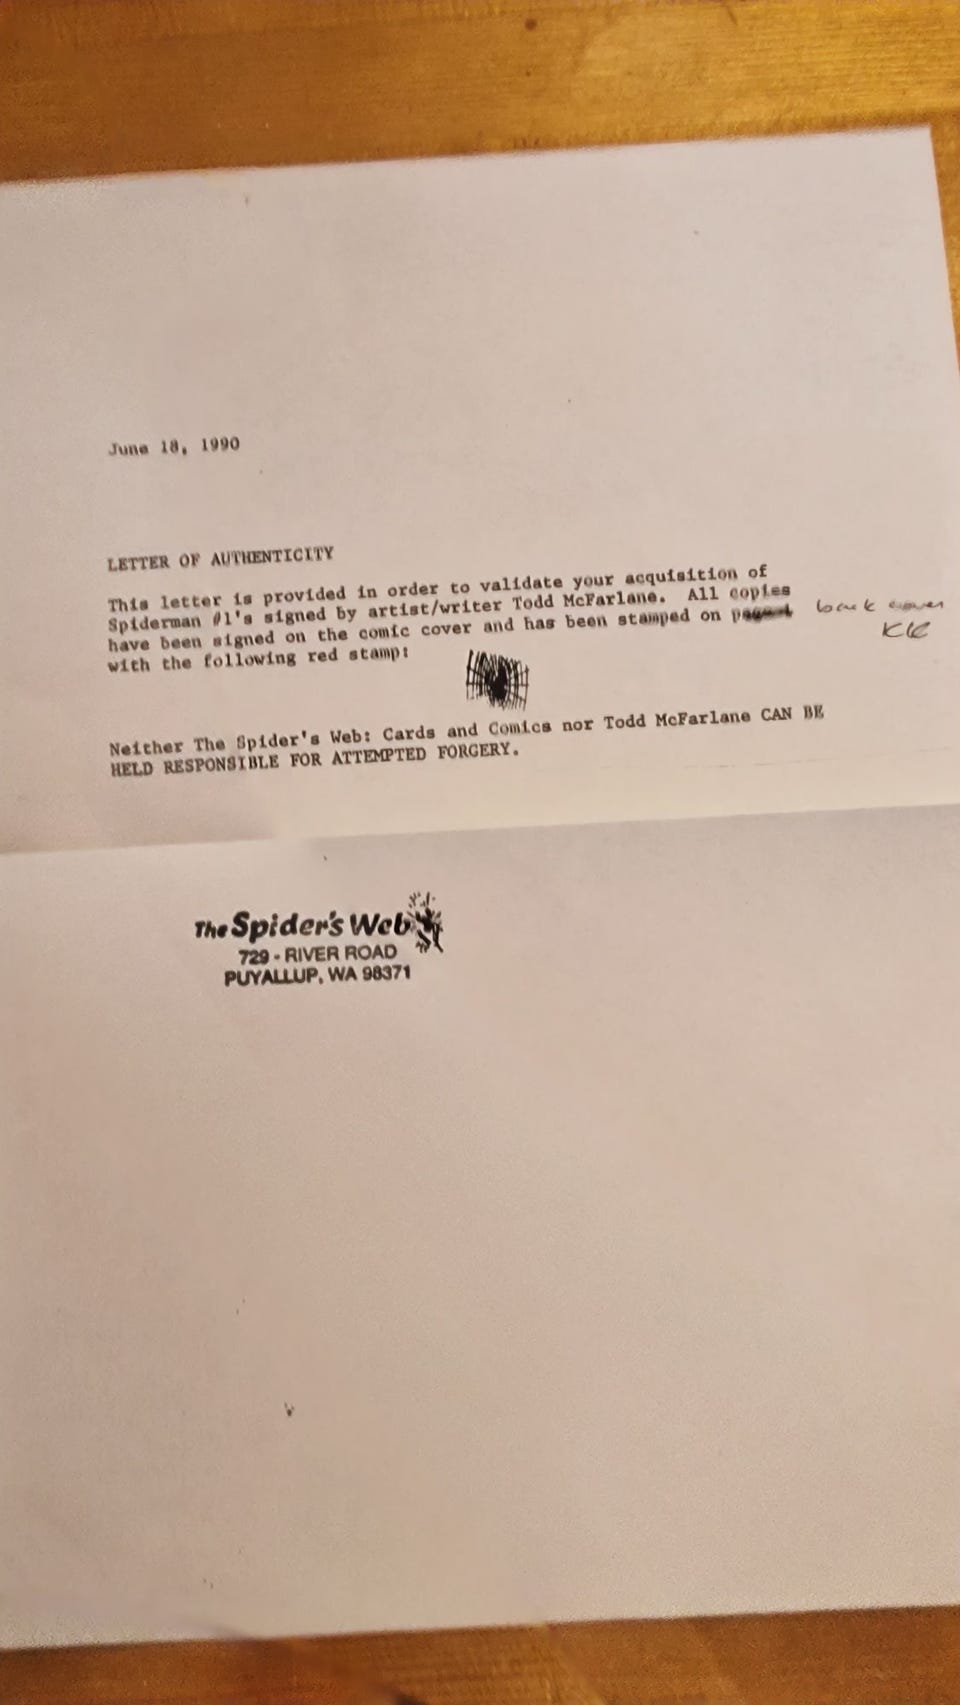 June 18, 1990
LETTER OF AUTHENTICITY
This letter is provided in order to validate your acquisition of
Spiderman #1's signed by artist/writer Todd McFarlane.  All copies
have been signed on the comic cover and has been stamped on back cover
with the following red stamp:
Neither The Spider's Web: Cards and Comics nor Todd McFarlane CAN BE
HELD RESPONSIBLE FOR ATTEMPTED FORGERY.
The Spider's Web
729 - RIVER ROAD
PUYALLUP, WA 98371